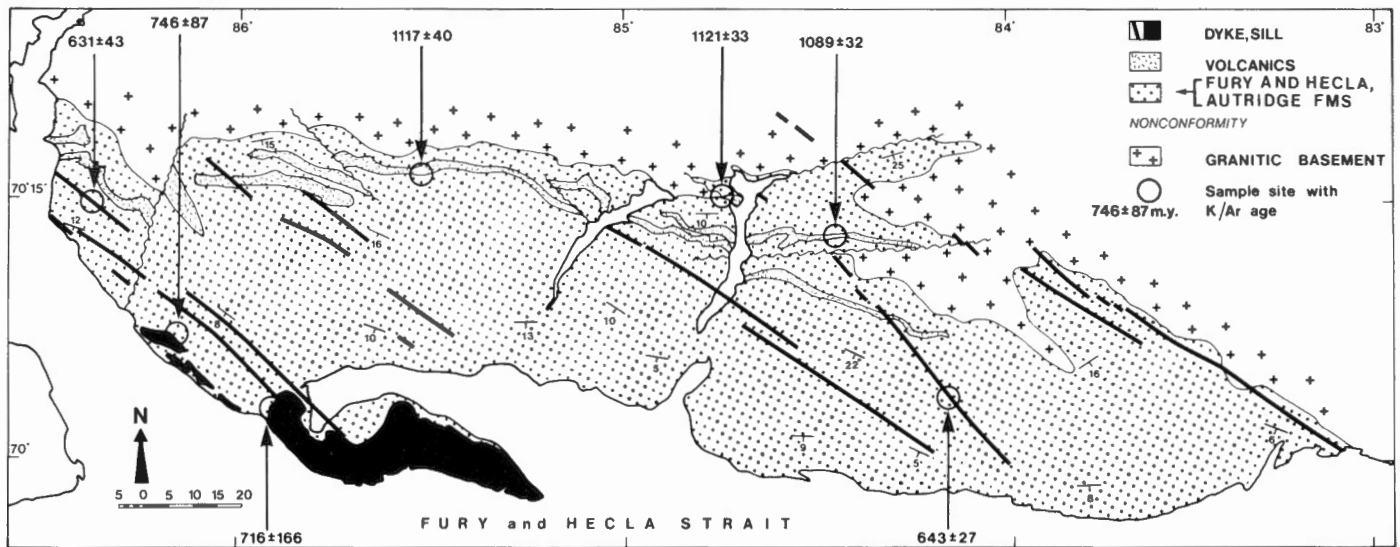 746±87
86°
85°
84°
83°
631±43
1117±40
1121±33
1089±32
DYKE, SILL
VOLCANICS
FURY AND HECLA,
AUTRIDGE FMS
NONCONFORMITY
GRANITIC BASEMENT
Sample site with
K/Ar age
746±87m.y.
15
25
70°15'
12
10
16
8
10
13
10
5
22
16
N
70°
9
5
6
8
5 0 5 10 15 20
FURY and HECLA STRAIT
716±166
643±27